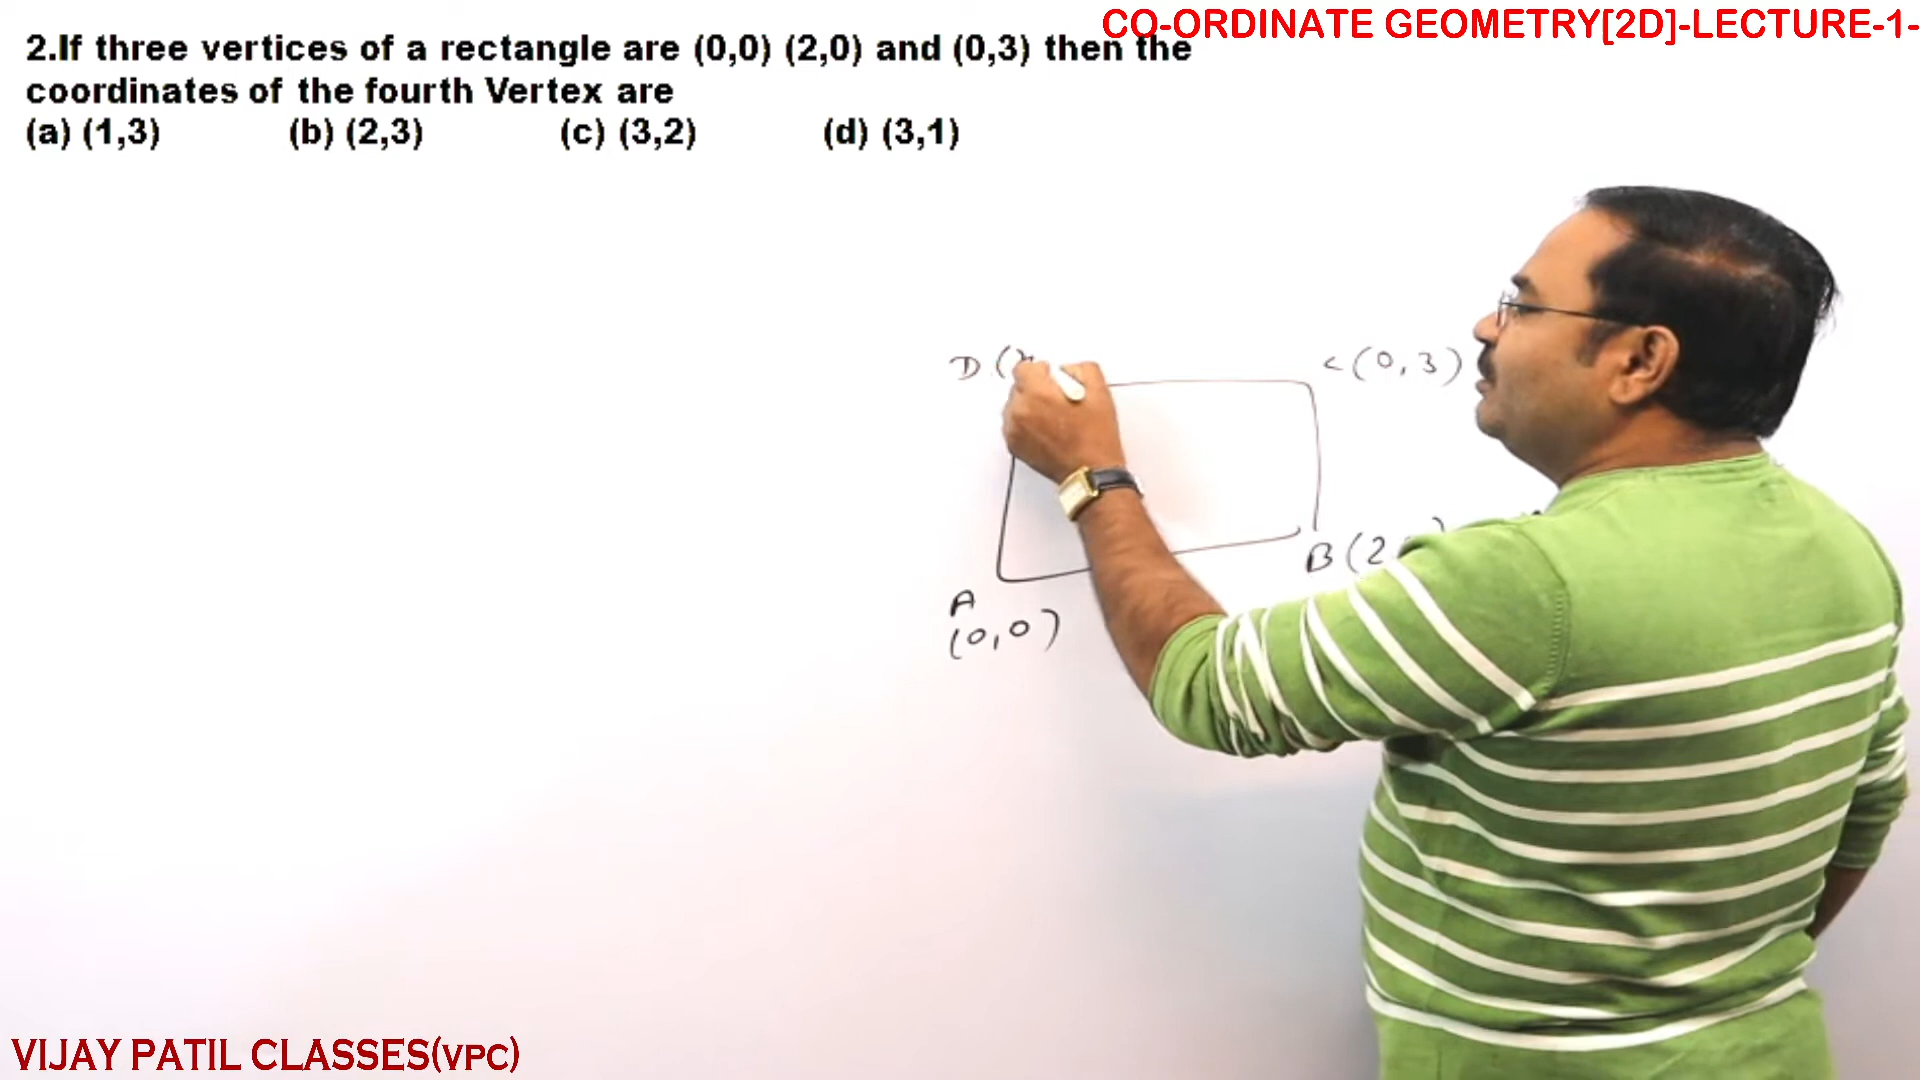 CO-ORDINATE GEOMETRY[2D]-LECTURE-1-
2.If three vertices of a rectangle are (0,0) (2,0) and (0,3) then the
coordinates of the fourth Vertex are
(a) (1,3) (b) (2,3) (c) (3,2) (d) (3,1)
D (
C (0,3)
B (2
A
(0,0)
VIJAY PATIL CLASSES(VPC)